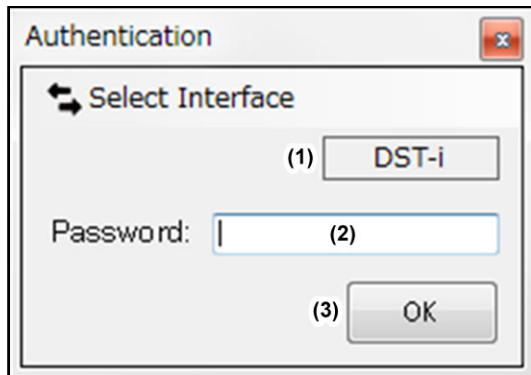 Authentication
Select Interface
(1) DST-i
Password: (2)
(3) OK